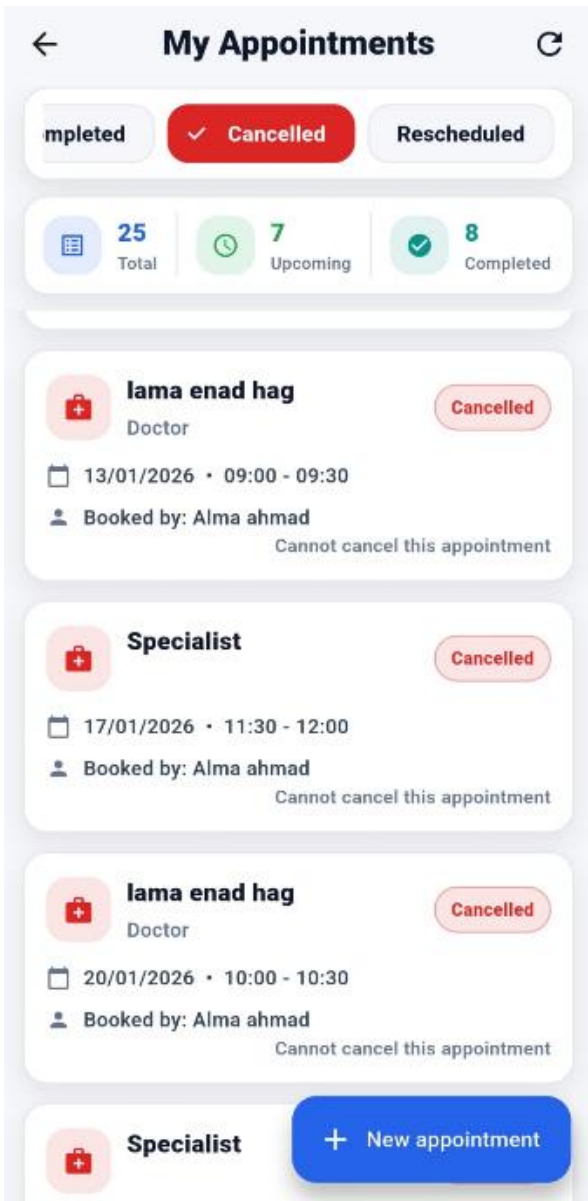 My Appointments
mpleted
Cancelled
Rescheduled
25
Total
7
Upcoming
8
Completed
lama enad hag
Doctor
Cancelled
13/01/2026 • 09:00 - 09:30
Booked by: Alma ahmad
Cannot cancel this appointment
Specialist
Cancelled
17/01/2026 • 11:30 - 12:00
Booked by: Alma ahmad
Cannot cancel this appointment
lama enad hag
Doctor
Cancelled
20/01/2026 • 10:00 - 10:30
Booked by: Alma ahmad
Cannot cancel this appointment
Specialist
+ New appointment